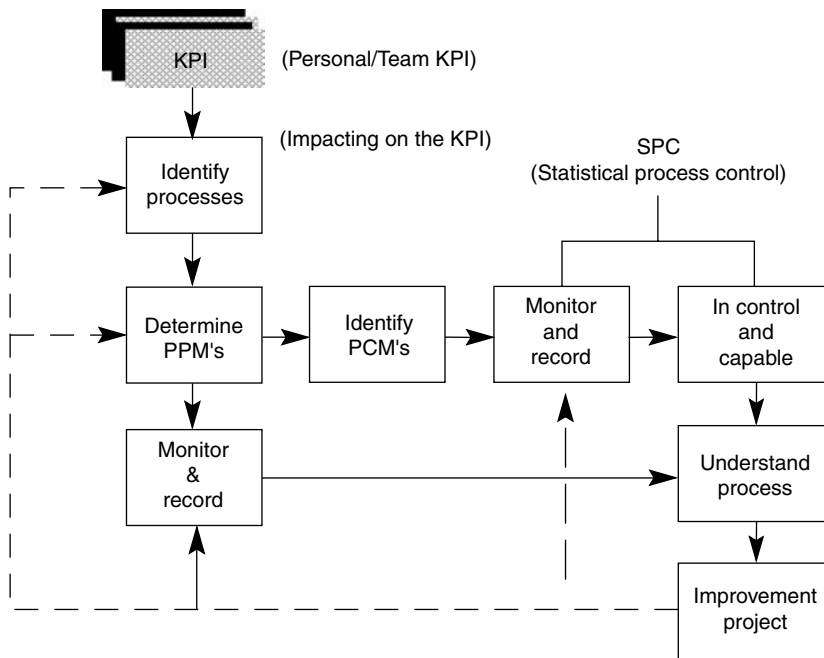 KPI
(Personal/Team KPI)
(Impacting on the KPI)
SPC
(Statistical process control)
Identify
processes
Determine
PPM's
Identify
PCM's
Monitor
and
record
In control
and
capable
Monitor
&
record
Understand
process
Improvement
project